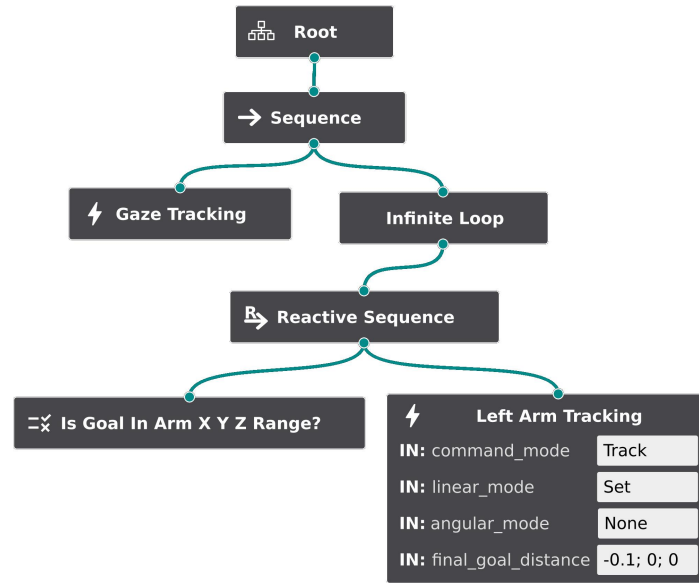 Root
Sequence
Gaze Tracking
Infinite Loop
R Reactive Sequence
Is Goal In Arm X Y Z Range?
Left Arm Tracking
IN: command_mode Track
IN: linear_mode Set
IN: angular_mode None
IN: final_goal_distance -0.1; 0; 0